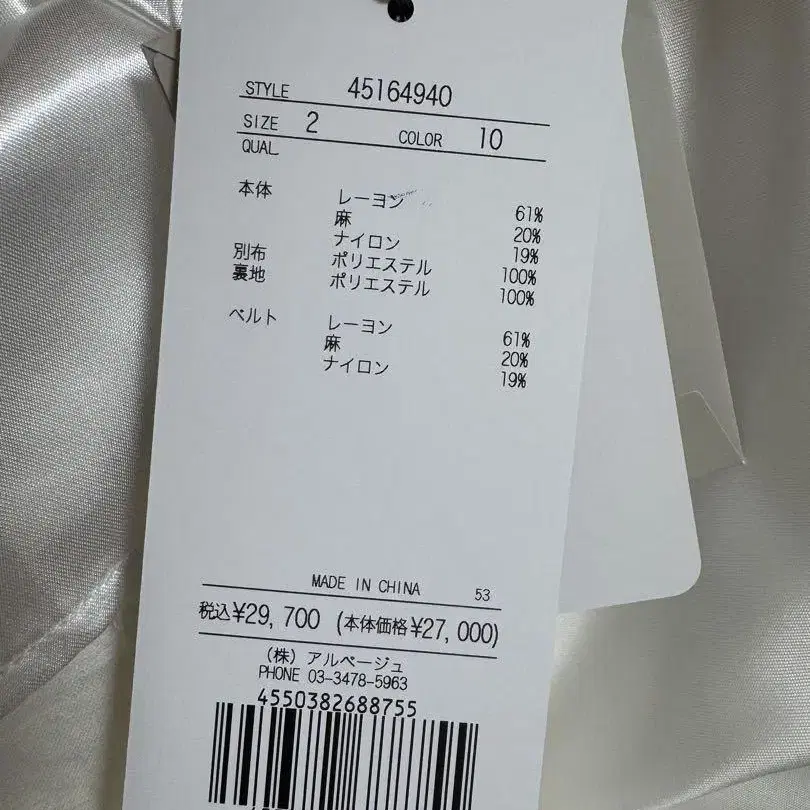 STYLE 45164940
SIZE 2 COLOR 10
QUAL
本体 レーヨン 61%
麻 20%
ナイロン 19%
別布 ポリエステル 100%
裏地 ポリエステル 100%
ベルト レーヨン 61%
麻 20%
ナイロン 19%
MADE IN CHINA 53
税込¥29,700 (本体価格¥27,000)
(株) アルページュ
PHONE 03-3478-5963
4550382688755